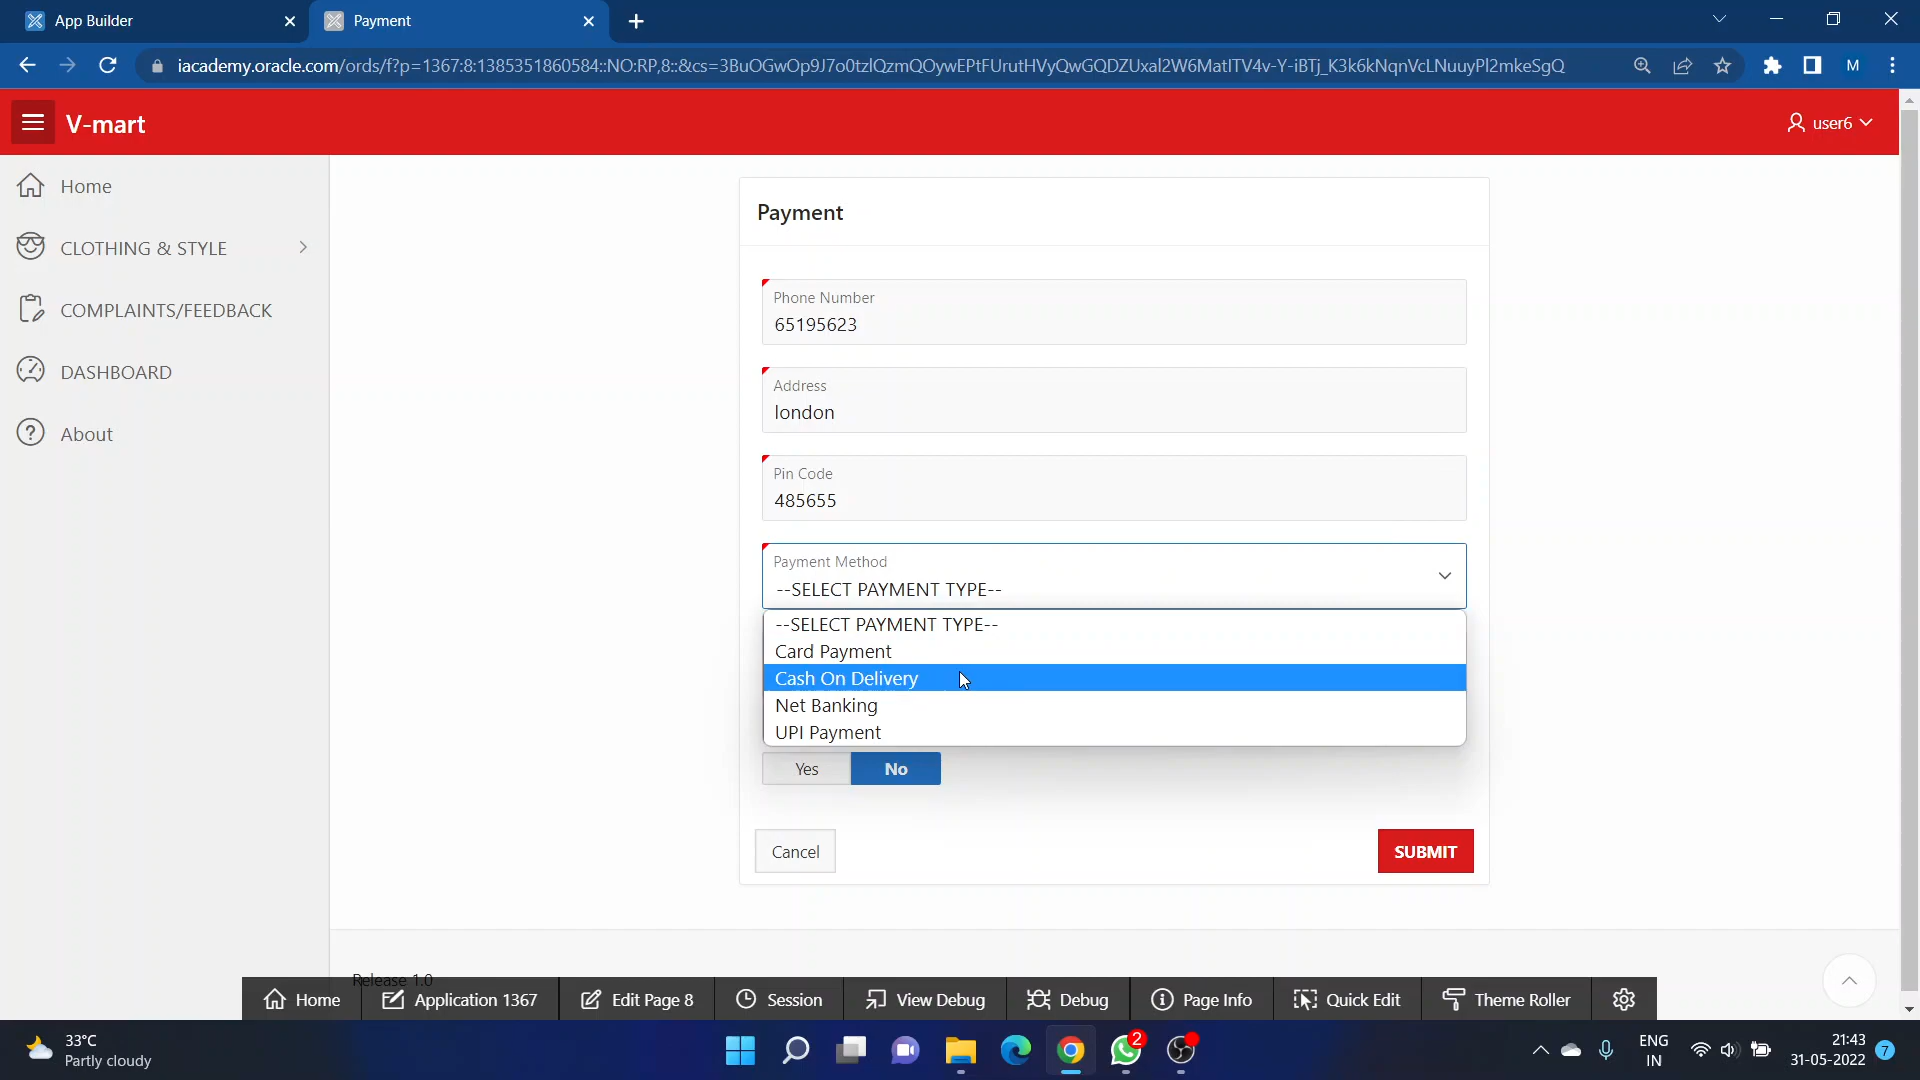 App Builder
Payment
iacademy.oracle.com/ords/f?p=1367:8:1385351860584::NO:RP,8::&cs=3BuOGwOp9J7o0tzlQzmQOywEPtFUrutHVyQwGQDZUxal2W6MatITV4v-Y-iBTj_K3k6kNqnVcLNuuyPl2mkeSgQ
M
V-mart
user6
Home
CLOTHING & STYLE
COMPLAINTS/FEEDBACK
DASHBOARD
About
Payment
Phone Number
65195623
Address
london
Pin Code
485655
Payment Method
--SELECT PAYMENT TYPE--
--SELECT PAYMENT TYPE--
Card Payment
Cash On Delivery
Net Banking
UPI Payment
Yes No
Cancel SUBMIT
Release 1.0
Home Application 1367 Edit Page 8 Session View Debug Debug Page Info Quick Edit Theme Roller
33°C
Partly cloudy
2
ENG
IN
21:43
31-05-2022
7